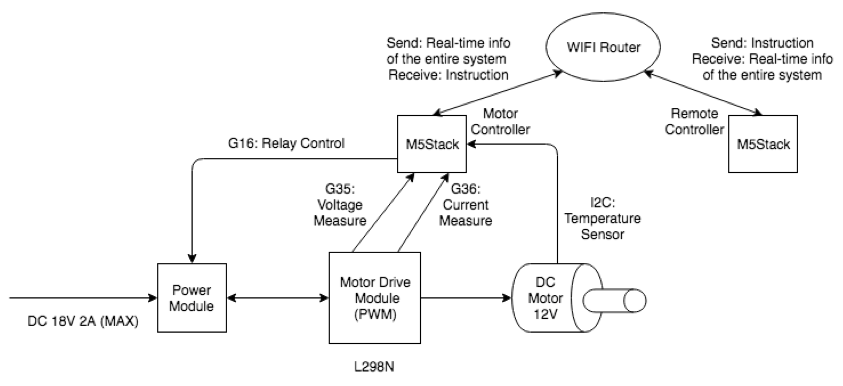 Send: Real-time info
of the entire system
Receive: Instruction
WIFI Router
Send: Instruction
Receive: Real-time info
of the entire system
Motor
Controller
Remote
Controller
M5Stack
M5Stack
G16: Relay Control
G35:
Voltage
Measure
G36:
Current
Measure
I2C:
Temperature
Sensor
Power
Module
Motor Drive
Module
(PWM)
DC
Motor
12V
DC 18V 2A (MAX)
L298N